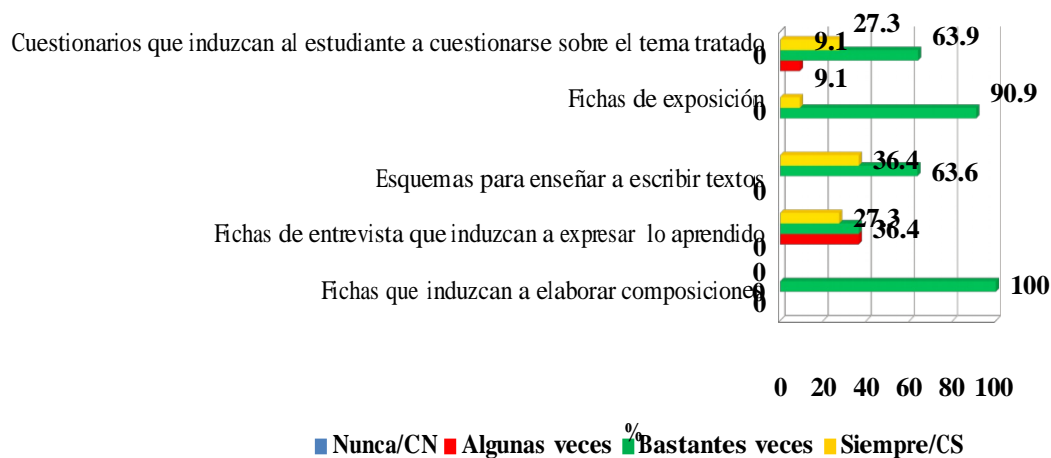 Cuestionarios que induzcan al estudiante a cuestionarse sobre el tema tratado
27.3
63.9
9.1
0
Fichas de exposición
9.1
90.9
0
Esquemas para enseñar a escribir textos
36.4
63.6
0
Fichas de entrevista que induzcan a expresar lo aprendido
27.3
36.4
0
Fichas que induzcan a elaborar composiciones
0
100
0
0
0 20 40 60 80 100
%
Nunca/CN Algunas veces Bastantes veces Siempre/CS